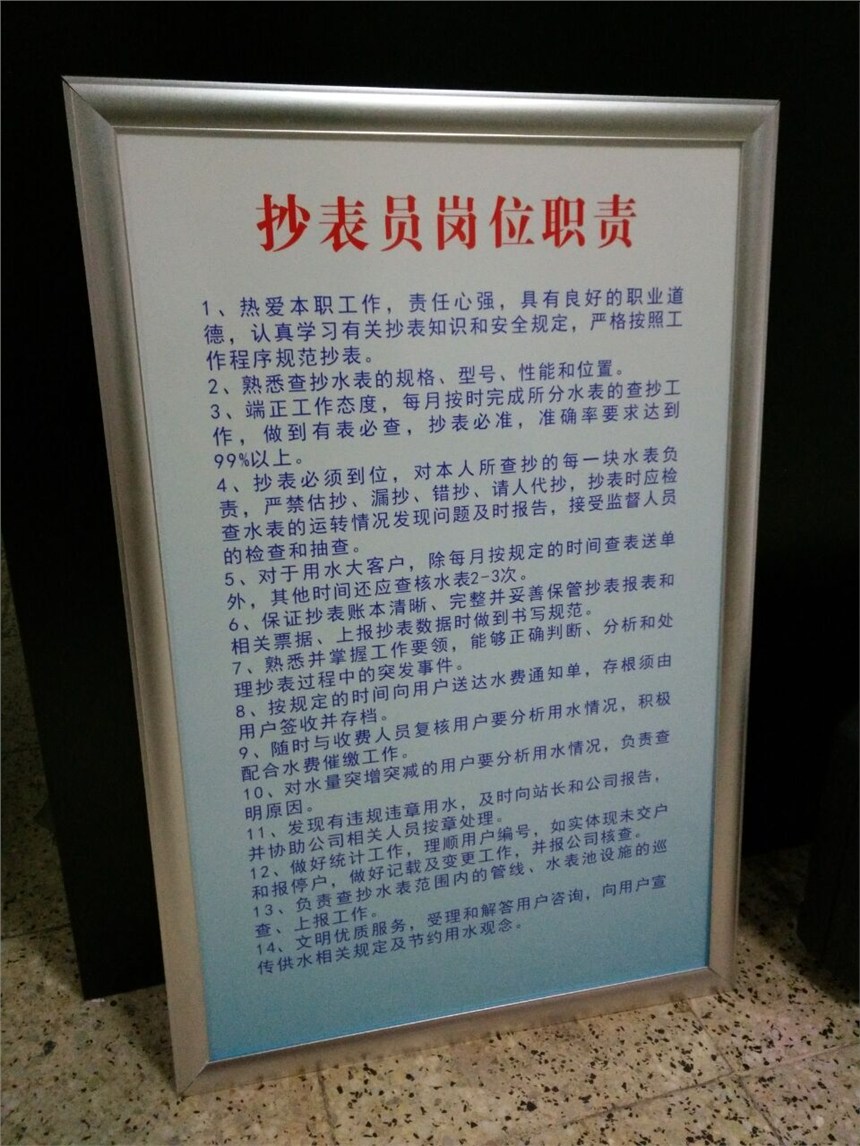 抄表员岗位职责
1、热爱本职工作，责任心强，具有良好的职业道
德，认真学习有关抄表知识和安全规定，严格按照工
作程序规范抄表。
2、熟悉查抄水表的规格、型号、性能和位置。
3、端正工作态度，每月按时完成所分水表的查抄工
作，做到有表必查，抄表必准，准确率要求达到
99%以上。
4、抄表必须到位，对本人所查抄的每一块水表负
责，严禁估抄、漏抄、错抄、请人代抄，抄表时应检
查水表的运转情况发现问题及时报告，接受监督人员
的检查和抽查。
5、对于用水大客户，除每月按规定的时间查表送单
外，其他时间还应查核水表2-3次。
6、保证抄表账本清晰、完整并妥善保管抄表报表和
相关票据、上报抄表数据时做到书写规范。
7、熟悉并掌握工作要领，能够正确判断、分析和处
理抄表过程中的突发事件。
8、按规定的时间向用户送达水费通知单，存根须由
用户签收并存档。
9、随时与收费人员复核用户要分析用水情况，积极
配合水费催缴工作。
10、对水量突增突减的用户要分析用水情况，负责查
明原因。
11、发现有违规违章用水，及时向站长和公司报告，
并协助公司相关人员按章处理。
12、做好统计工作，理顺用户编号，如实体现未交户
和报停户，做好记载及变更工作，并报公司核查。
13、负责查抄水表范围内的管线、水表池设施的巡
查、上报工作。
14、文明优质服务，受理和解答用户咨询，向用户宣
传供水相关规定及节约用水观念。